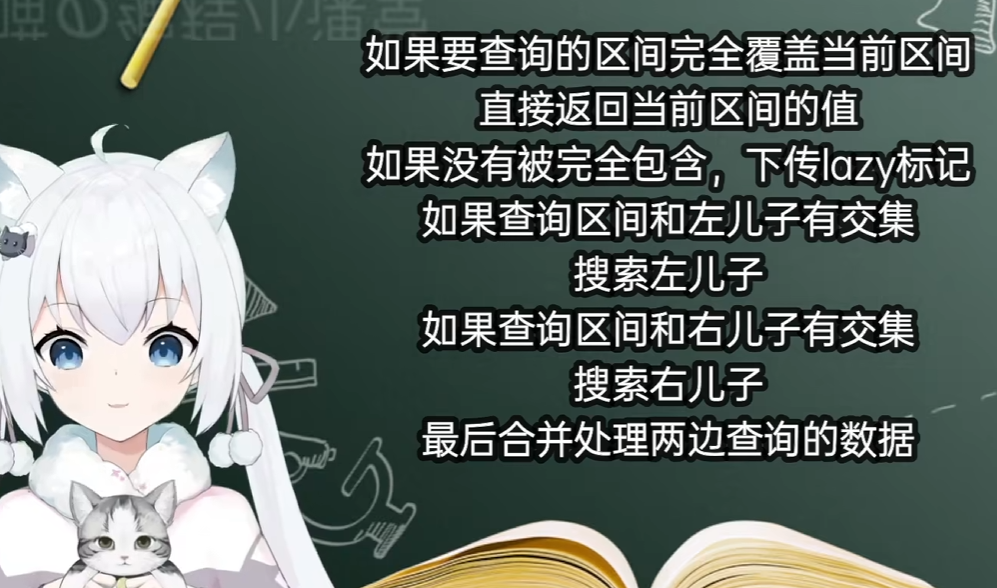 如果要查询的区间完全覆盖当前区间
直接返回当前区间的值
如果没有被完全包含，下传lazy标记
如果查询区间和左儿子有交集
搜索左儿子
如果查询区间和右儿子有交集
搜索右儿子
最后合并处理两边查询的数据